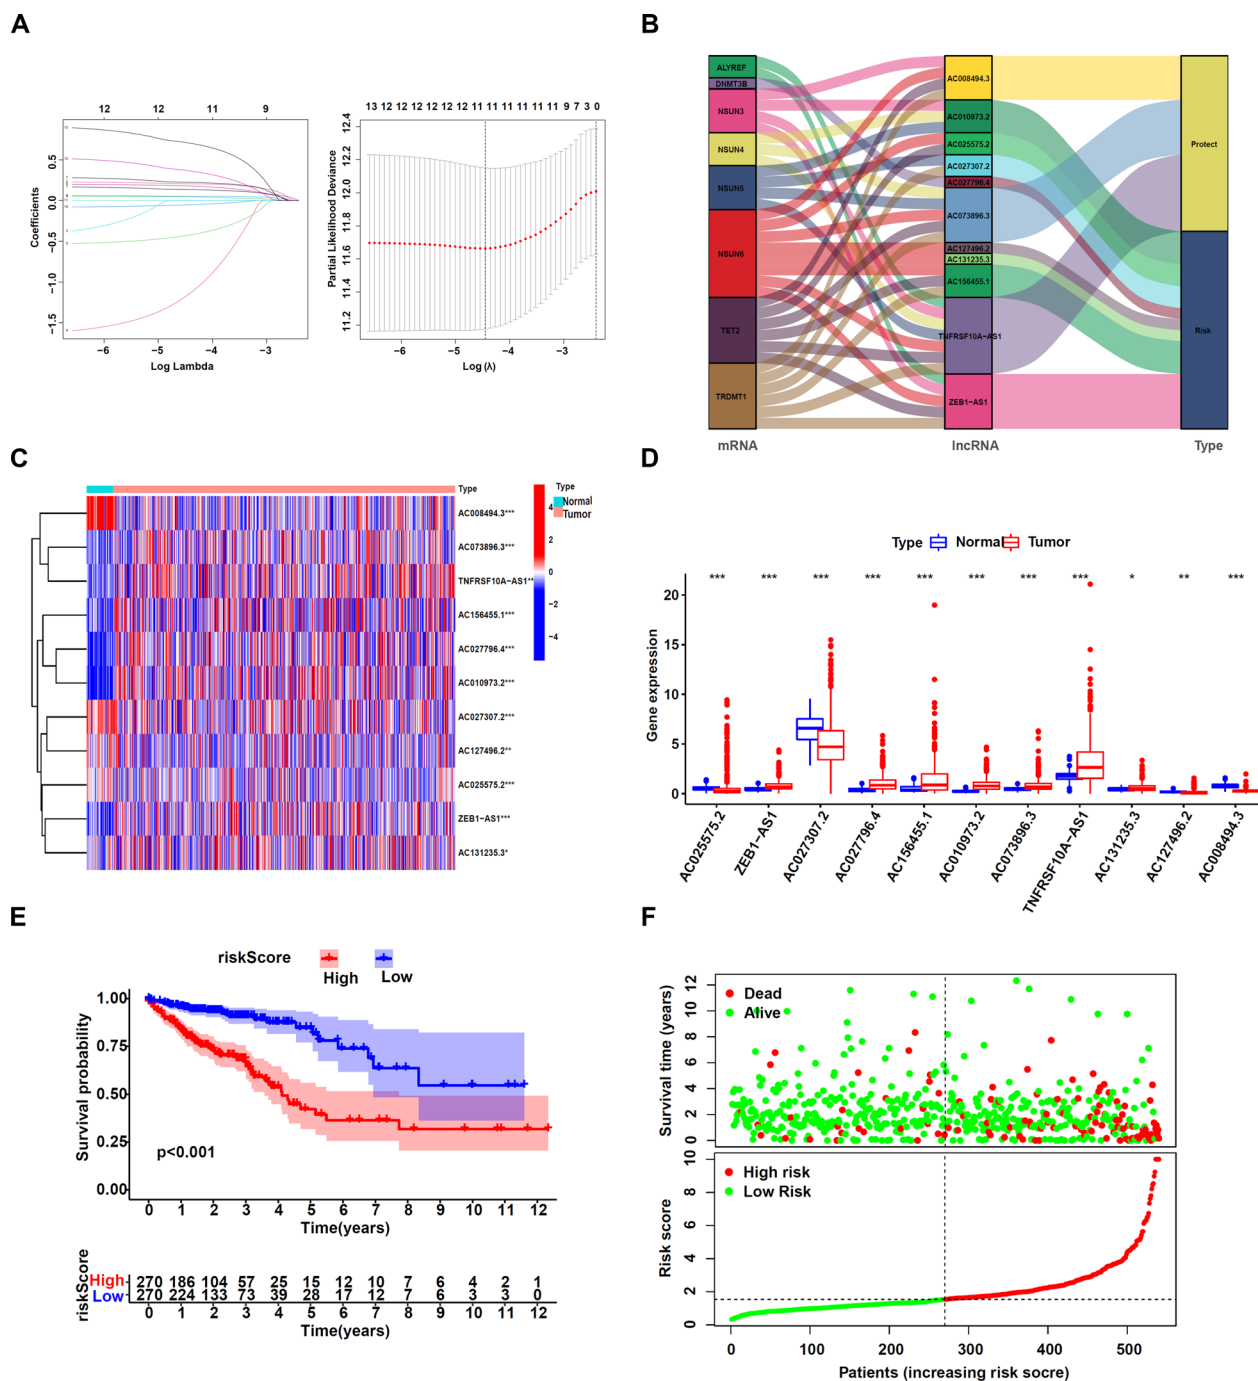 A
12 12 11 9
0.5
0.0
−0.5
−1.0
−1.5
Coefficients
−6 −5 −4 −3
Log Lambda
13 12 12 12 12 12 12 11 11 11 11 11 11 9 7 3 0
12.4
12.2
12.0
11.8
11.6
11.4
11.2
Partial Likelihood Deviance
−6 −5 −4 −3
Log (λ)
B
ALYREF
DNMT3B
NSUN3
NSUN4
NSUN5
NSUN6
TET2
TRDMT1
AC008494.3
AC010973.2
AC025575.2
AC027307.2
AC027796.4
AC073896.3
AC127496.2
AC131235.3
AC156455.1
TNFRSF10A−AS1
ZEB1−AS1
Protect
Risk
mRNA lncRNA Type
C
Type
AC008494.3***
AC073896.3***
TNFRSF10A−AS1**
AC156455.1***
AC027796.4***
AC010973.2***
AC027307.2***
AC127496.2**
AC025575.2***
ZEB1−AS1***
AC131235.3*
4
2
0
−2
−4
Type
Normal
Tumor
D
Type Normal Tumor
*** *** *** *** *** *** *** *** * ** ***
20
15
10
5
0
Gene expression
AC025575.2
ZEB1−AS1
AC027307.2
AC027796.4
AC156455.1
AC010973.2
AC073896.3
TNFRSF10A−AS1
AC131235.3
AC127496.2
AC008494.3
E
riskScore High Low
1.00
0.75
0.50
0.25
0.00
Survival probability
p<0.001
0 1 2 3 4 5 6 7 8 9 10 11 12
Time(years)
riskScore
High 270 186 104 57 25 15 12 10 7 6 4 2 1
Low 270 224 133 73 39 28 17 12 7 6 3 3 0
0 1 2 3 4 5 6 7 8 9 10 11 12
Time(years)
F
Dead
Alive
12
10
8
6
4
2
0
Survival time (years)
High risk
Low Risk
10
8
6
4
2
0
Risk score
0 100 200 300 400 500
Patients (increasing risk socre)